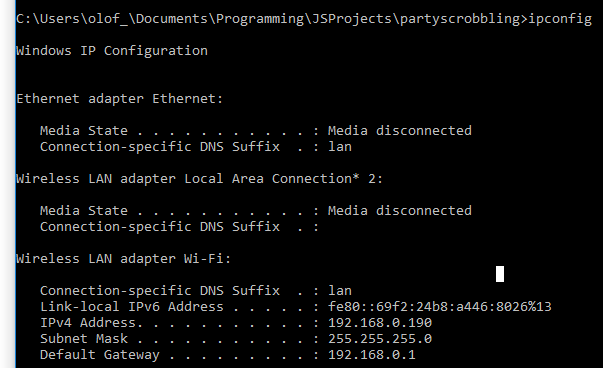 C:\Users\olof_\Documents\Programming\JSProjects\partyscrobbling>ipconfig
Windows IP Configuration
Ethernet adapter Ethernet:
Media State . . . . . . . . . . . : Media disconnected
Connection-specific DNS Suffix  . : lan
Wireless LAN adapter Local Area Connection* 2:
Media State . . . . . . . . . . . : Media disconnected
Connection-specific DNS Suffix  . :
Wireless LAN adapter Wi-Fi:
Connection-specific DNS Suffix  . : lan
Link-local IPv6 Address . . . . . : fe80::69f2:24b8:a446:8026%13
IPv4 Address. . . . . . . . . . . : 192.168.0.190
Subnet Mask . . . . . . . . . . . : 255.255.255.0
Default Gateway . . . . . . . . . : 192.168.0.1